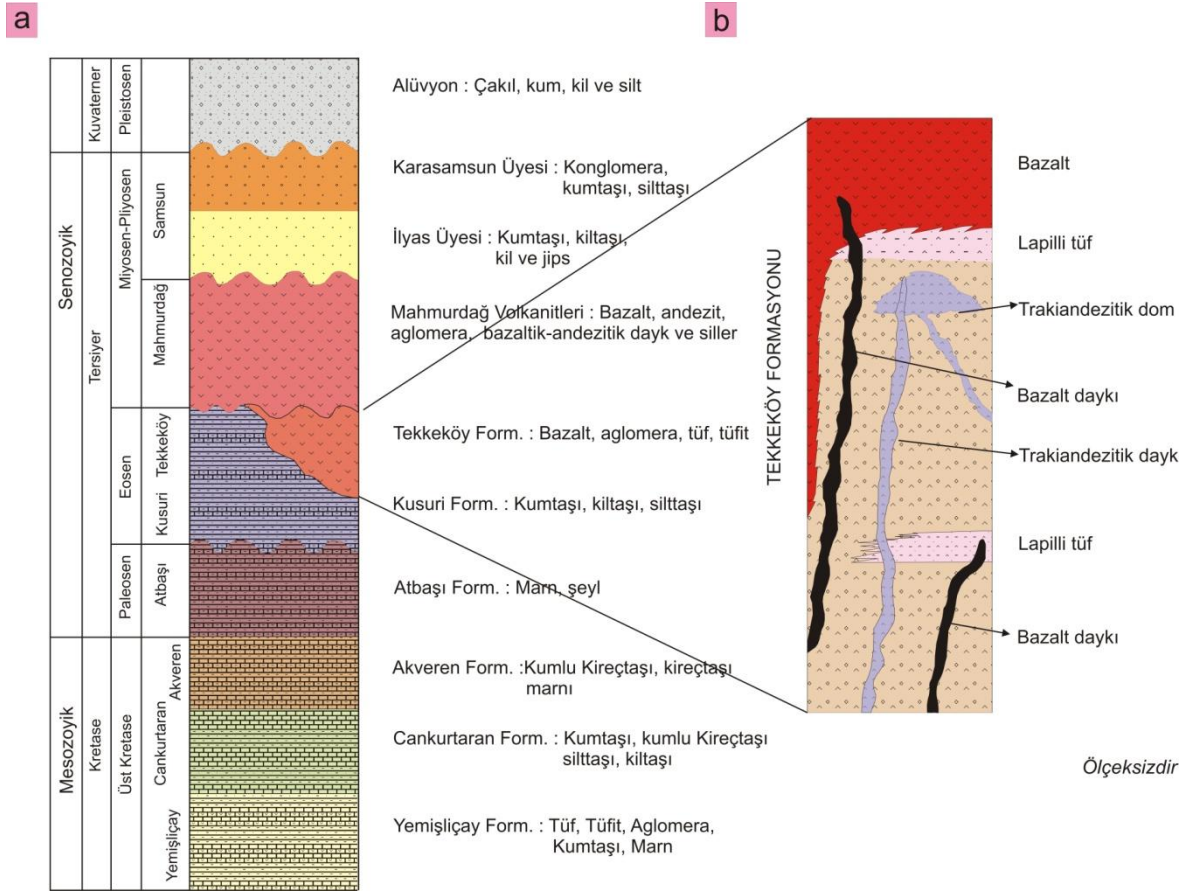 a
Senozoyik
Mesozoyik
Kuvaterner
Tersiyer
Kretase
Pleistosen
Miyosen-Pliyosen
Eosen
Paleosen
Üst Kretase
Samsun
Mahmurdağ
Tekkeköy
Kusuri
Atbaşı
Akveren
Cankurtaran
Yemişliçay
Alüvyon : Çakıl, kum, kil ve silt
Karasamsun Üyesi : Konglomera,
kumtaşı, silttaşı
İlyas Üyesi : Kumtaşı, kiltaşı,
kil ve jips
Mahmurdağ Volkanitleri : Bazalt, andezit,
aglomera, bazaltik-andezitik dayk ve siller
Tekkeköy Form. : Bazalt, aglomera, tüf, tüfit
Kusuri Form. : Kumtaşı, kiltaşı, silttaşı
Atbaşı Form. : Marn, şeyl
Akveren Form. :Kumlu Kireçtaşı, kireçtaşı
marnı
Cankurtaran Form. : Kumtaşı, kumlu Kireçtaşı
silttaşı, kiltaşı
Yemişliçay Form. : Tüf, Tüfit, Aglomera,
Kumtaşı, Marn
b
TEKKEKÖY FORMASYONU
Bazalt
Lapilli tüf
Trakiandezitik dom
Bazalt daykı
Trakiandezitik dayk
Lapilli tüf
Bazalt daykı
Ölçeksizdir